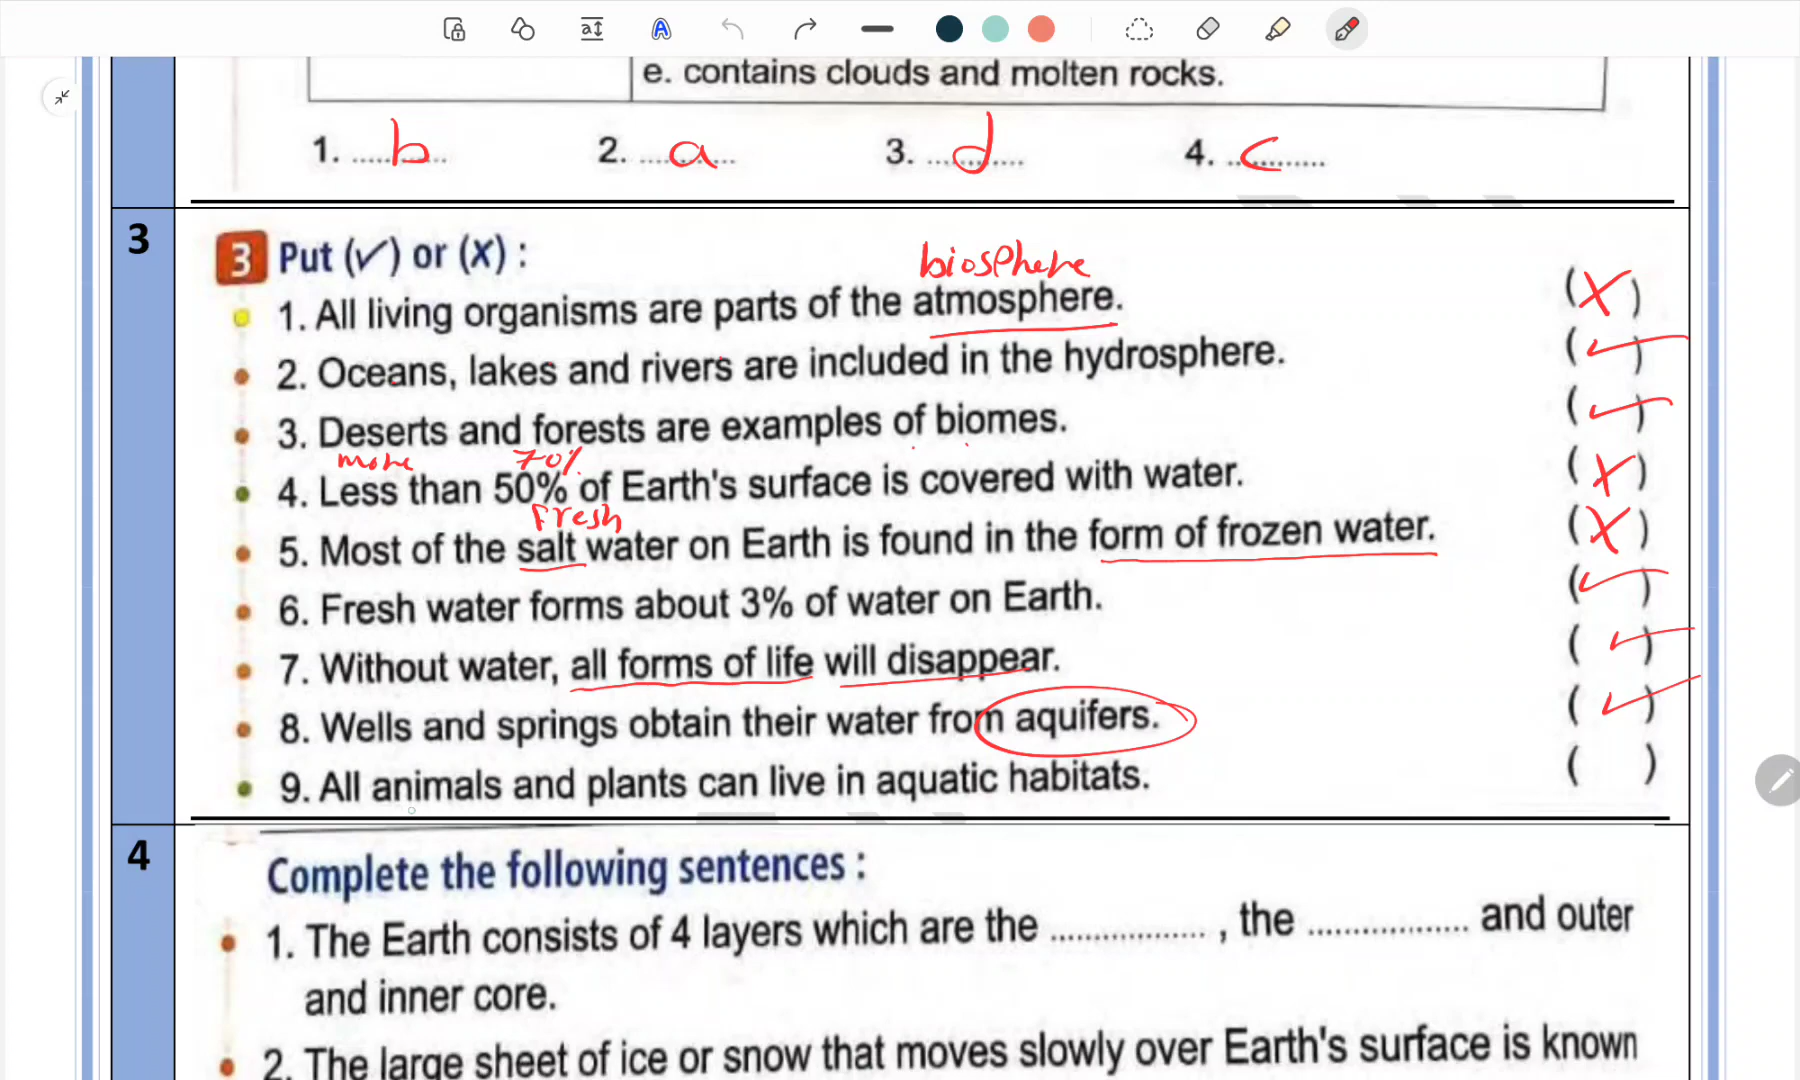 e. contains clouds and molten rocks.
1. ............ b 2. ............ a 3. ............ d 4. ............ c
3
3 Put (✓) or (X) :
biosphere
1. All living organisms are parts of the atmosphere. (X)
2. Oceans, lakes and rivers are included in the hydrosphere. (✓)
3. Deserts and forests are examples of biomes. (✓)
more 70%
4. Less than 50% of Earth's surface is covered with water. (X)
Fresh
5. Most of the salt water on Earth is found in the form of frozen water. (X)
6. Fresh water forms about 3% of water on Earth. (✓)
7. Without water, all forms of life will disappear. (✓)
8. Wells and springs obtain their water from aquifers. (✓)
9. All animals and plants can live in aquatic habitats. ( )
4
Complete the following sentences :
1. The Earth consists of 4 layers which are the .................. , the .................. and outer
and inner core.
2. The large sheet of ice or snow that moves slowly over Earth's surface is known